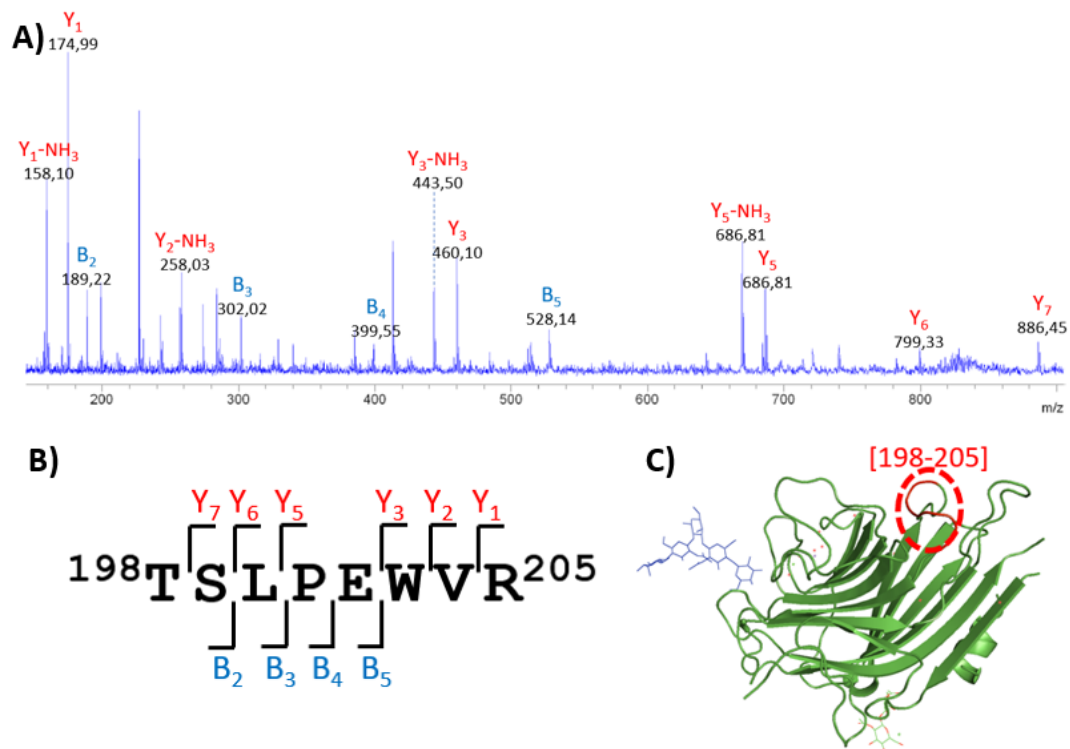 A)
Y1
174,99
Y1-NH3
158,10
B2
189,22
Y2-NH3
258,03
B3
302,02
B4
399,55
Y3-NH3
443,50
Y3
460,10
B5
528,14
Y5-NH3
686,81
Y5
686,81
Y6
799,33
Y7
886,45
200 300 400 500 600 700 800 m/z
B)
Y7 Y6 Y5 Y3 Y2 Y1
198TSLPEWVR205
B2 B3 B4 B5
C)
[198-205]